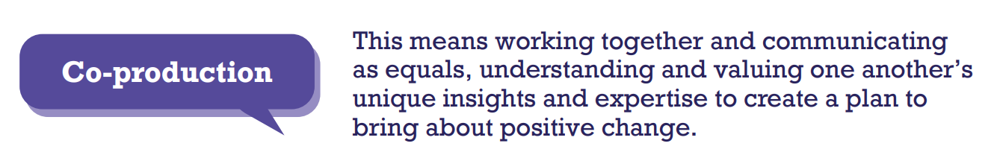 Co-production
This means working together and communicating
as equals, understanding and valuing one another’s
unique insights and expertise to create a plan to
bring about positive change.